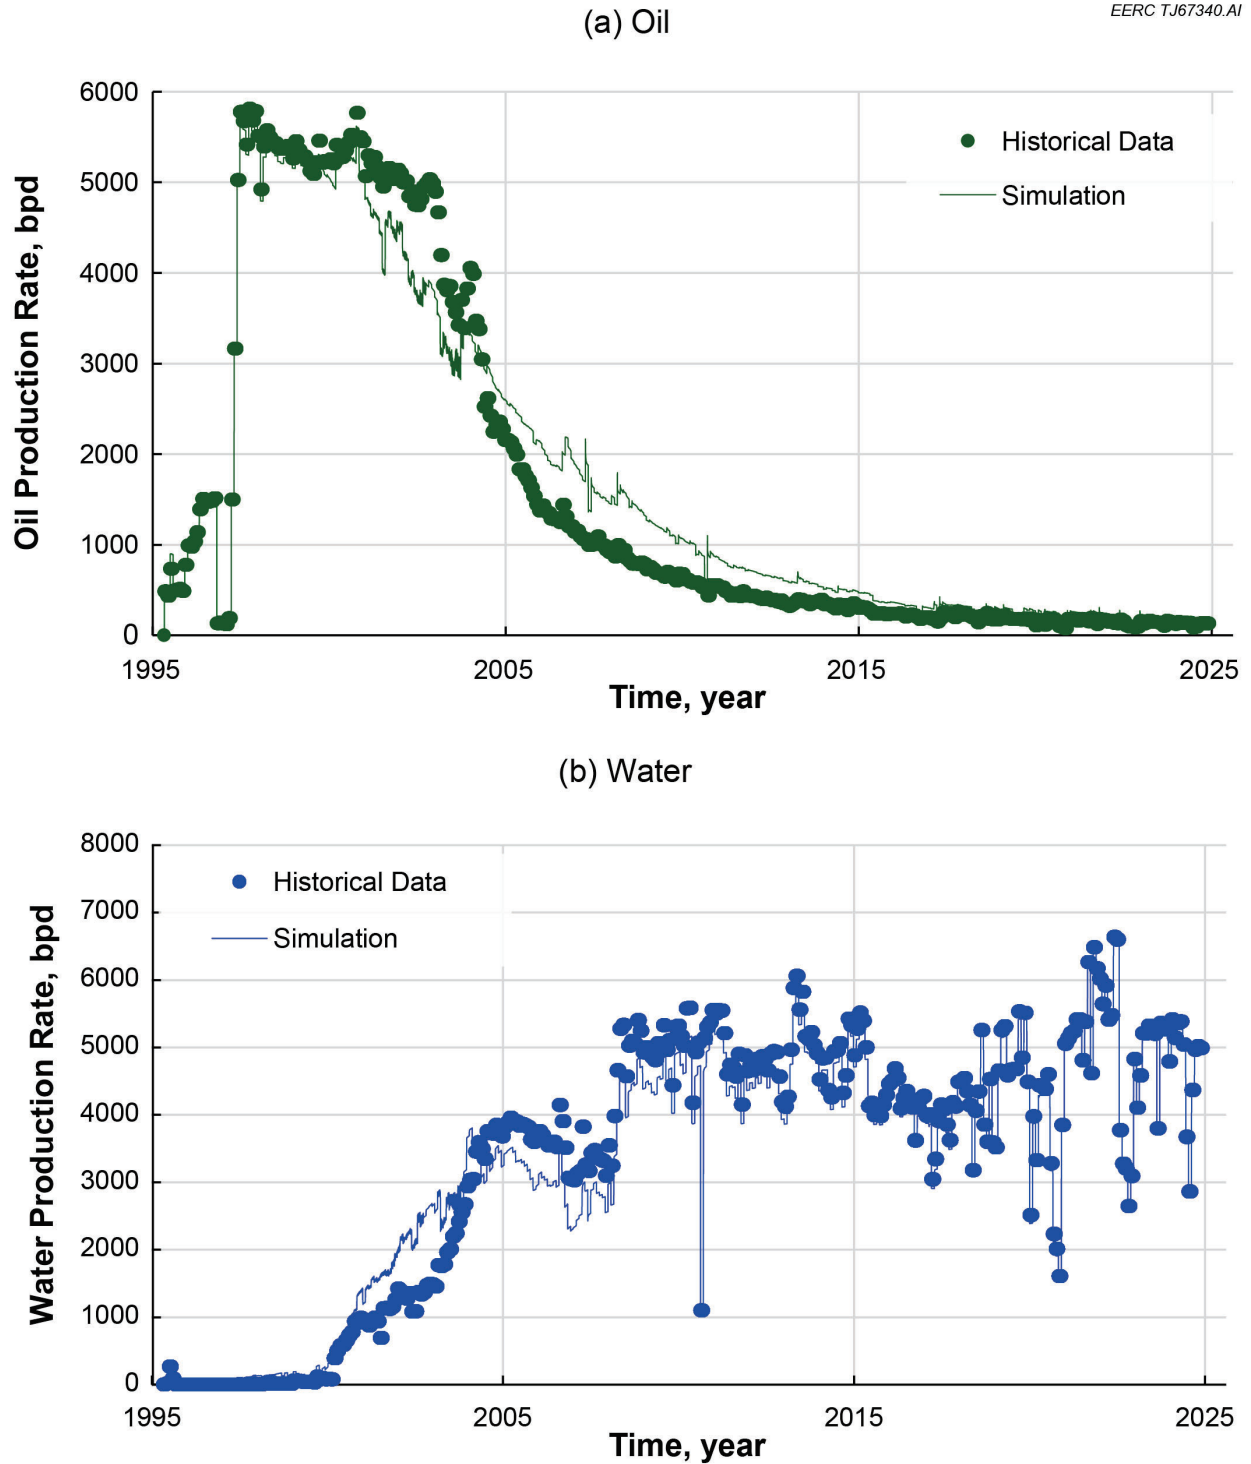 EERC TJ67340.AI
(a) Oil
6000
5000
4000
3000
2000
1000
0
Oil Production Rate, bpd
Historical Data
Simulation
1995 2005 2015 2025
Time, year
(b) Water
8000
7000
6000
5000
4000
3000
2000
1000
0
Water Production Rate, bpd
Historical Data
Simulation
1995 2005 2015 2025
Time, year